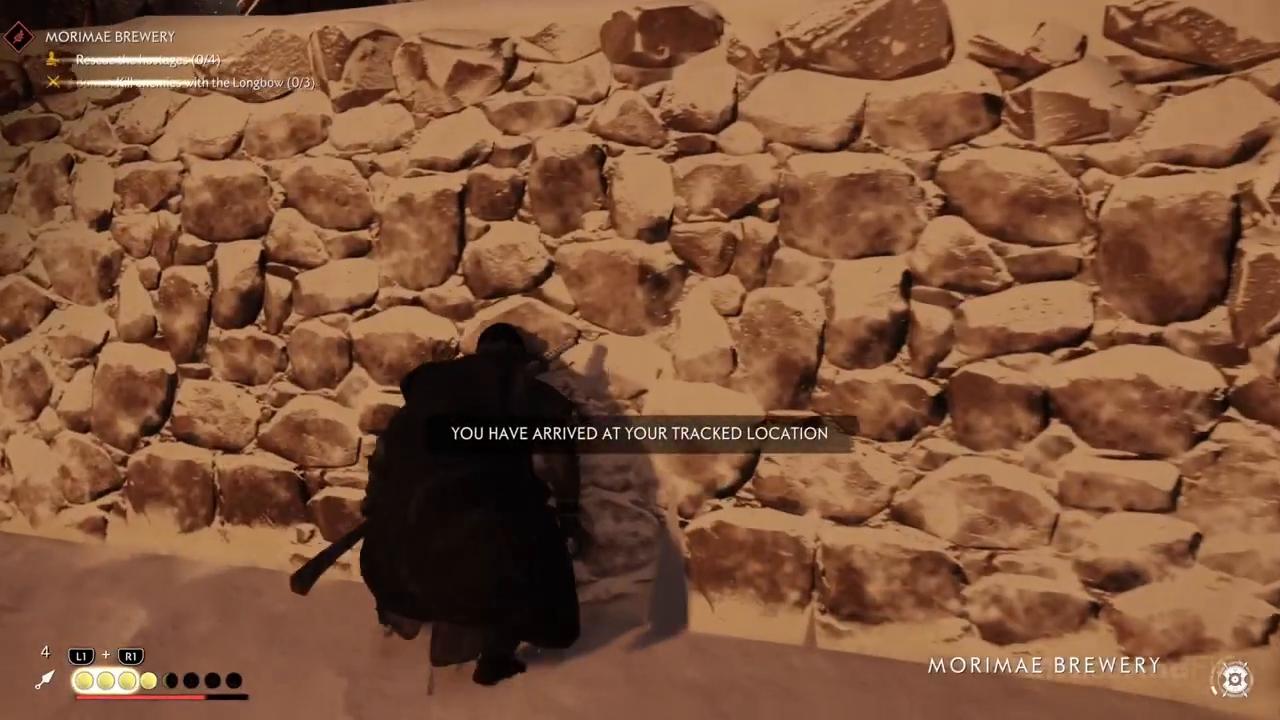 MORIMAE BREWERY
Rescue the hostages (0/4)
Kill enemies with the Longbow (0/3)
YOU HAVE ARRIVED AT YOUR TRACKED LOCATION
4 L1 + R1
MORIMAE BREWERY